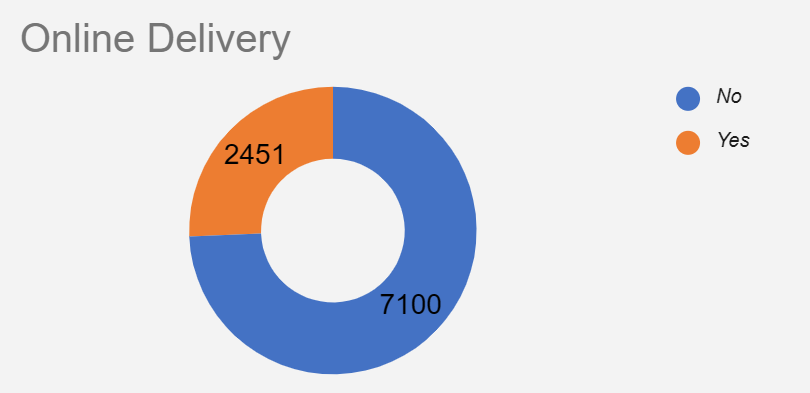 Online Delivery
No
Yes
2451
7100